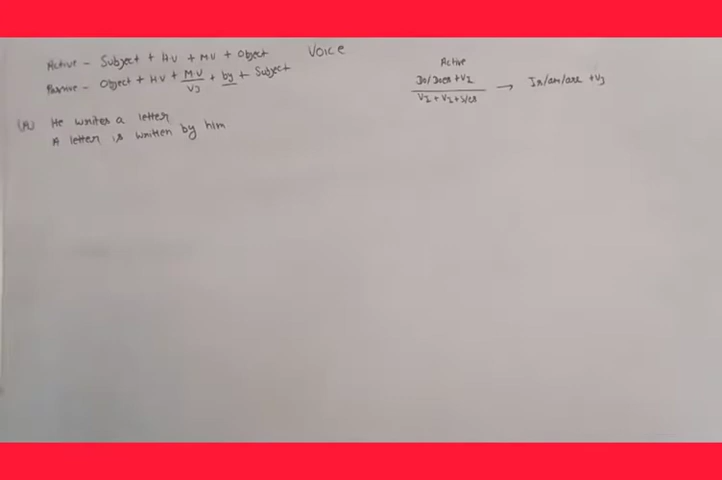 Voice
Active - Subject + HV + MV + Object
Passive - Object + HV + MV + by + Subject
V3
(A) He writes a letter
A letter is written by him
Active
Do/Does + V1
V1 + V1 + s/es → Is/am/are + V3